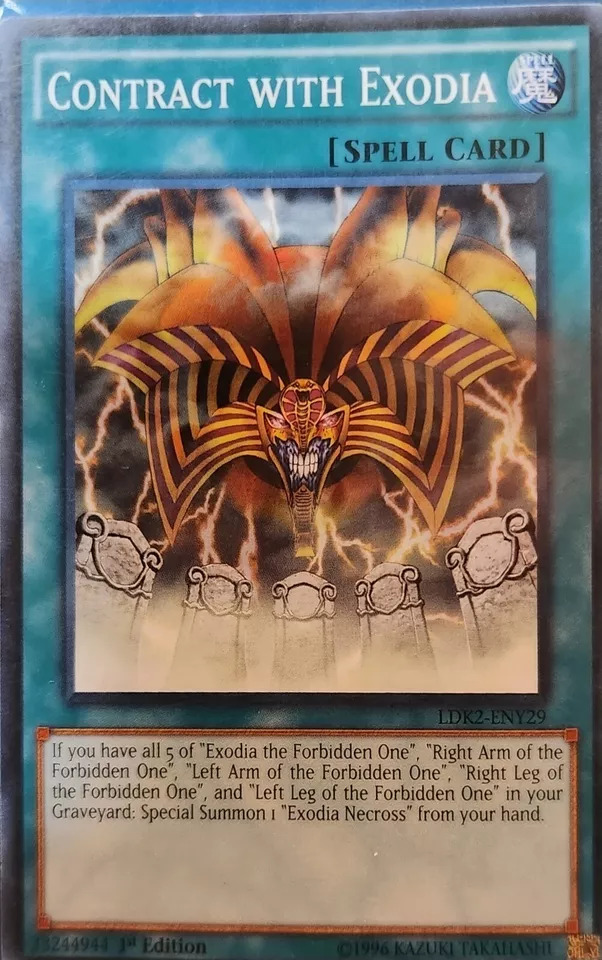 CONTRACT WITH EXODIA 魔
[SPELL CARD]
LDK2-ENY29
If you have all 5 of "Exodia the Forbidden One", "Right Arm of the
Forbidden One", "Left Arm of the Forbidden One", "Right Leg of
the Forbidden One", and "Left Leg of the Forbidden One" in your
Graveyard: Special Summon 1 "Exodia Necross" from your hand.
33244944 1st Edition
©1996 KAZUKI TAKAHASHI